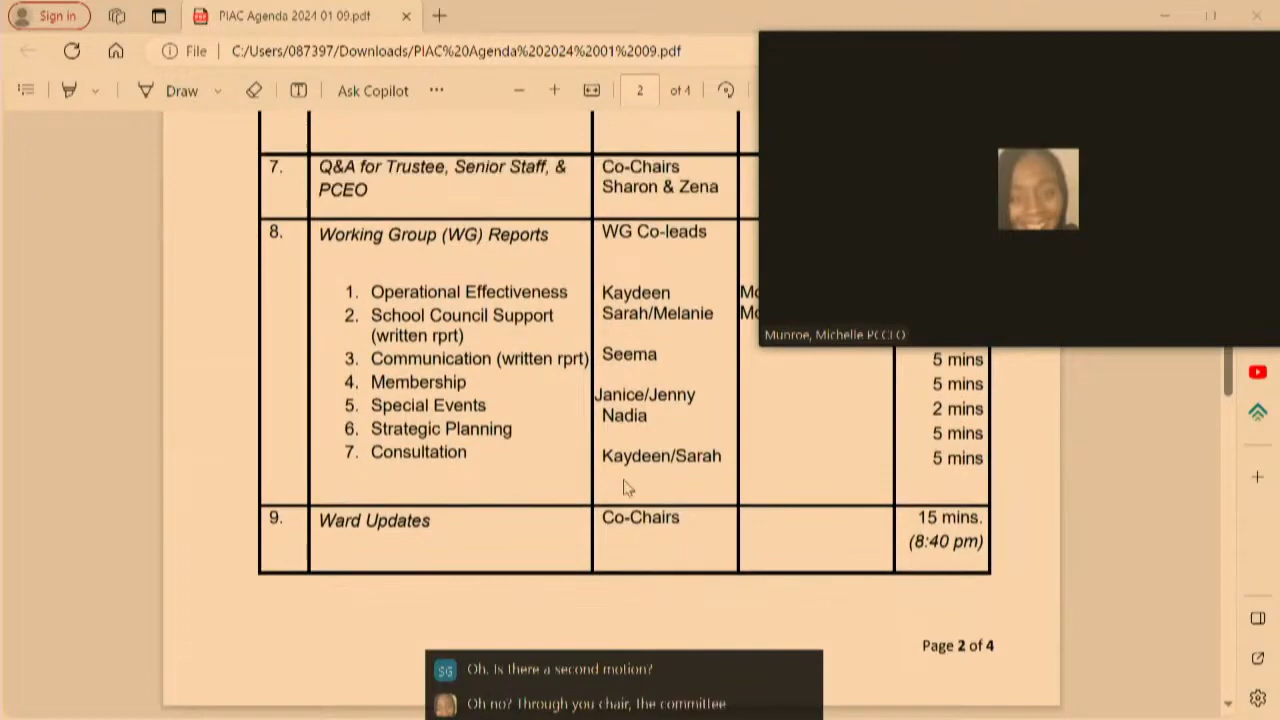 Sign in
PIAC Agenda 2024 01 09.pdf
File
C:/Users/087397/Downloads/PIAC%20Agenda%202024%2001%2009.pdf
Draw
Ask Copilot
2 of 4
7. Q&A for Trustee, Senior Staff, & PCEO
Co-Chairs
Sharon & Zena
8. Working Group (WG) Reports
WG Co-leads
1. Operational Effectiveness
2. School Council Support
(written rprt)
3. Communication (written rprt)
4. Membership
5. Special Events
6. Strategic Planning
7. Consultation
Kaydeen
Sarah/Melanie
Seema
Janice/Jenny
Nadia
Kaydeen/Sarah
5 mins
5 mins
2 mins
5 mins
5 mins
9. Ward Updates
Co-Chairs
15 mins.
(8:40 pm)
Page 2 of 4
Munroe, Michelle
SG
Oh. Is there a second motion?
Oh no? Through you chair, the committee